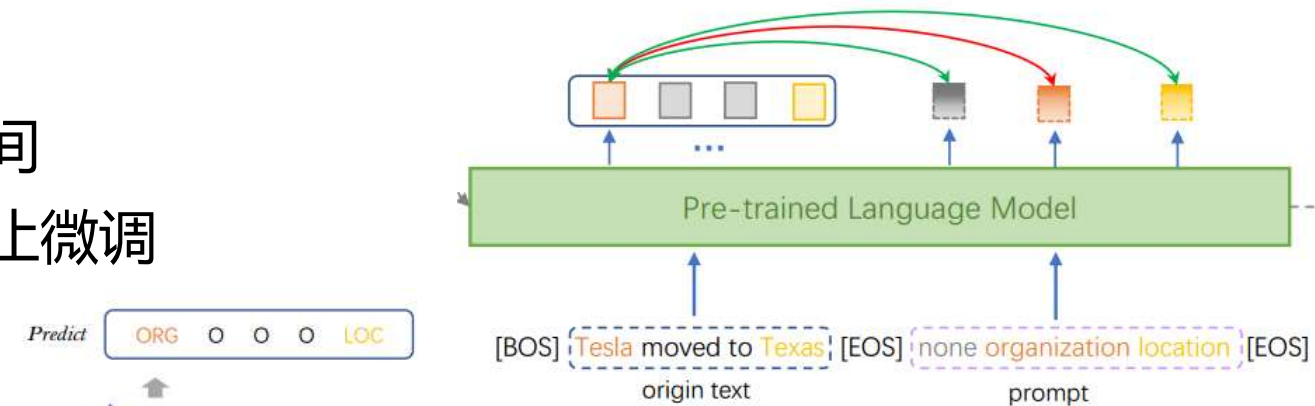 间
上微调
...
Pre-trained Language Model
Predict ORG O O O LOC
[BOS] Tesla moved to Texas [EOS] none organization location [EOS]
origin text prompt